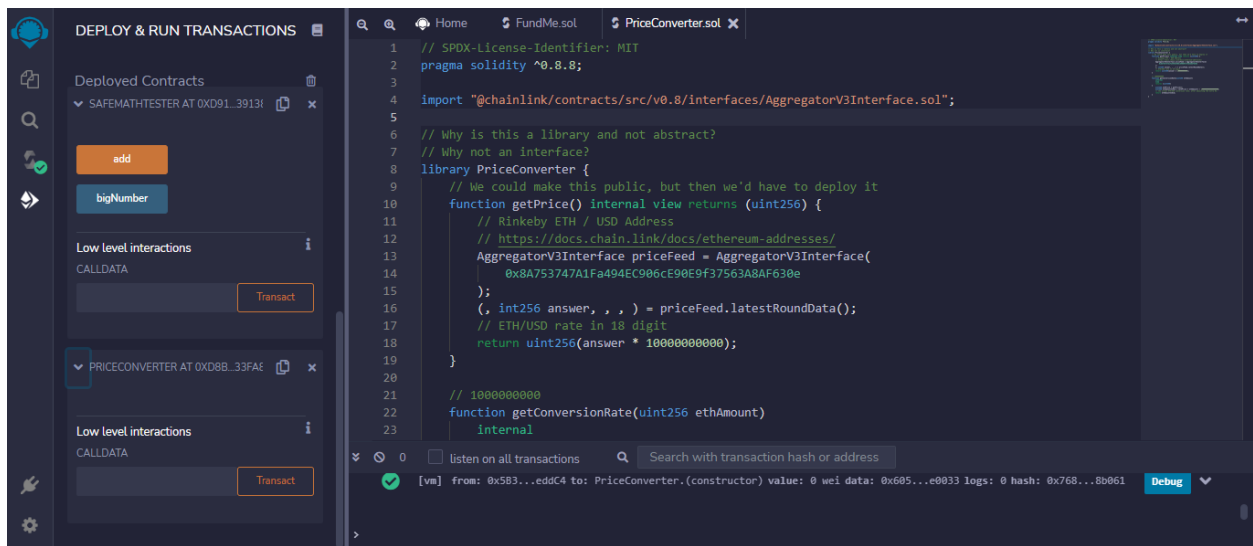 DEPLOY & RUN TRANSACTIONS
Deployed Contracts
SAFEMATHTESTER AT 0XD91...39138
add
bigNumber
Low level interactions
CALLDATA
Transact
PRICECONVERTER AT 0XD8B...33FA8
Low level interactions
CALLDATA
Transact
Home FundMe.sol PriceConverter.sol
1 // SPDX-License-Identifier: MIT
2 pragma solidity ^0.8.8;
3
4 import "@chainlink/contracts/src/v0.8/interfaces/AggregatorV3Interface.sol";
5
6 // Why is this a library and not abstract?
7 // Why not an interface?
8 library PriceConverter {
9 // We could make this public, but then we'd have to deploy it
10 function getPrice() internal view returns (uint256) {
11 // Rinkeby ETH / USD Address
12 // https://docs.chain.link/docs/ethereum-addresses/
13 AggregatorV3Interface priceFeed = AggregatorV3Interface(
14 0x8A753747A1Fa494EC906cE90E9f37563A8AF630e
15 );
16 (, int256 answer, , , ) = priceFeed.latestRoundData();
17 // ETH/USD rate in 18 digit
18 return uint256(answer * 10000000000);
19 }
20
21 // 1000000000
22 function getConversionRate(uint256 ethAmount)
23 internal
0 listen on all transactions Search with transaction hash or address
[vm] from: 0x5B3...eddC4 to: PriceConverter.(constructor) value: 0 wei data: 0x605...e0033 logs: 0 hash: 0x768...8b061 Debug
>